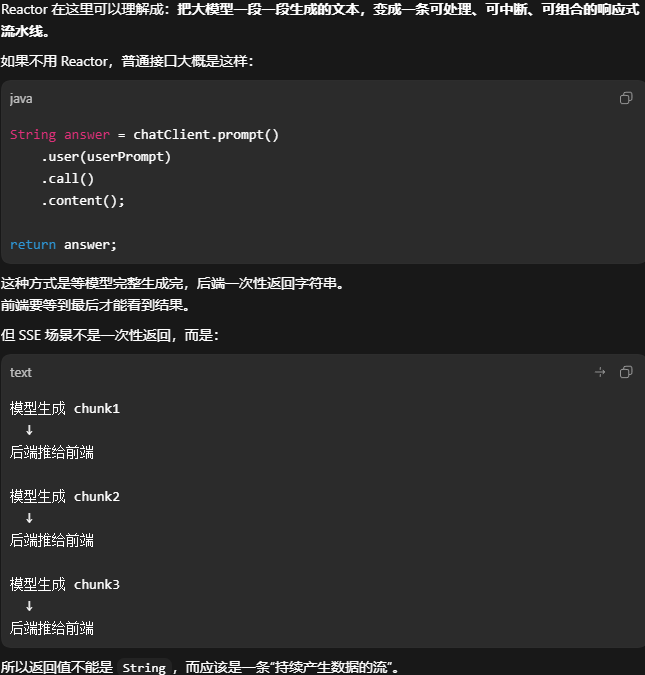 Reactor 在这里可以理解成：把大模型一段一段生成的文本，变成一条可处理、可中断、可组合的响应式
流水线。
如果不用 Reactor，普通接口大概是这样：
java
String answer = chatClient.prompt()
    .user(userPrompt)
    .call()
    .content();

return answer;
这种方式是等模型完整生成完，后端一次性返回字符串。
前端要等到最后才能看到结果。
但 SSE 场景不是一次性返回，而是：
text
模型生成 chunk1
  ↓
后端推给前端

模型生成 chunk2
  ↓
后端推给前端

模型生成 chunk3
  ↓
后端推给前端
所以返回值不能是 String，而应该是一条“持续产生数据的流”。